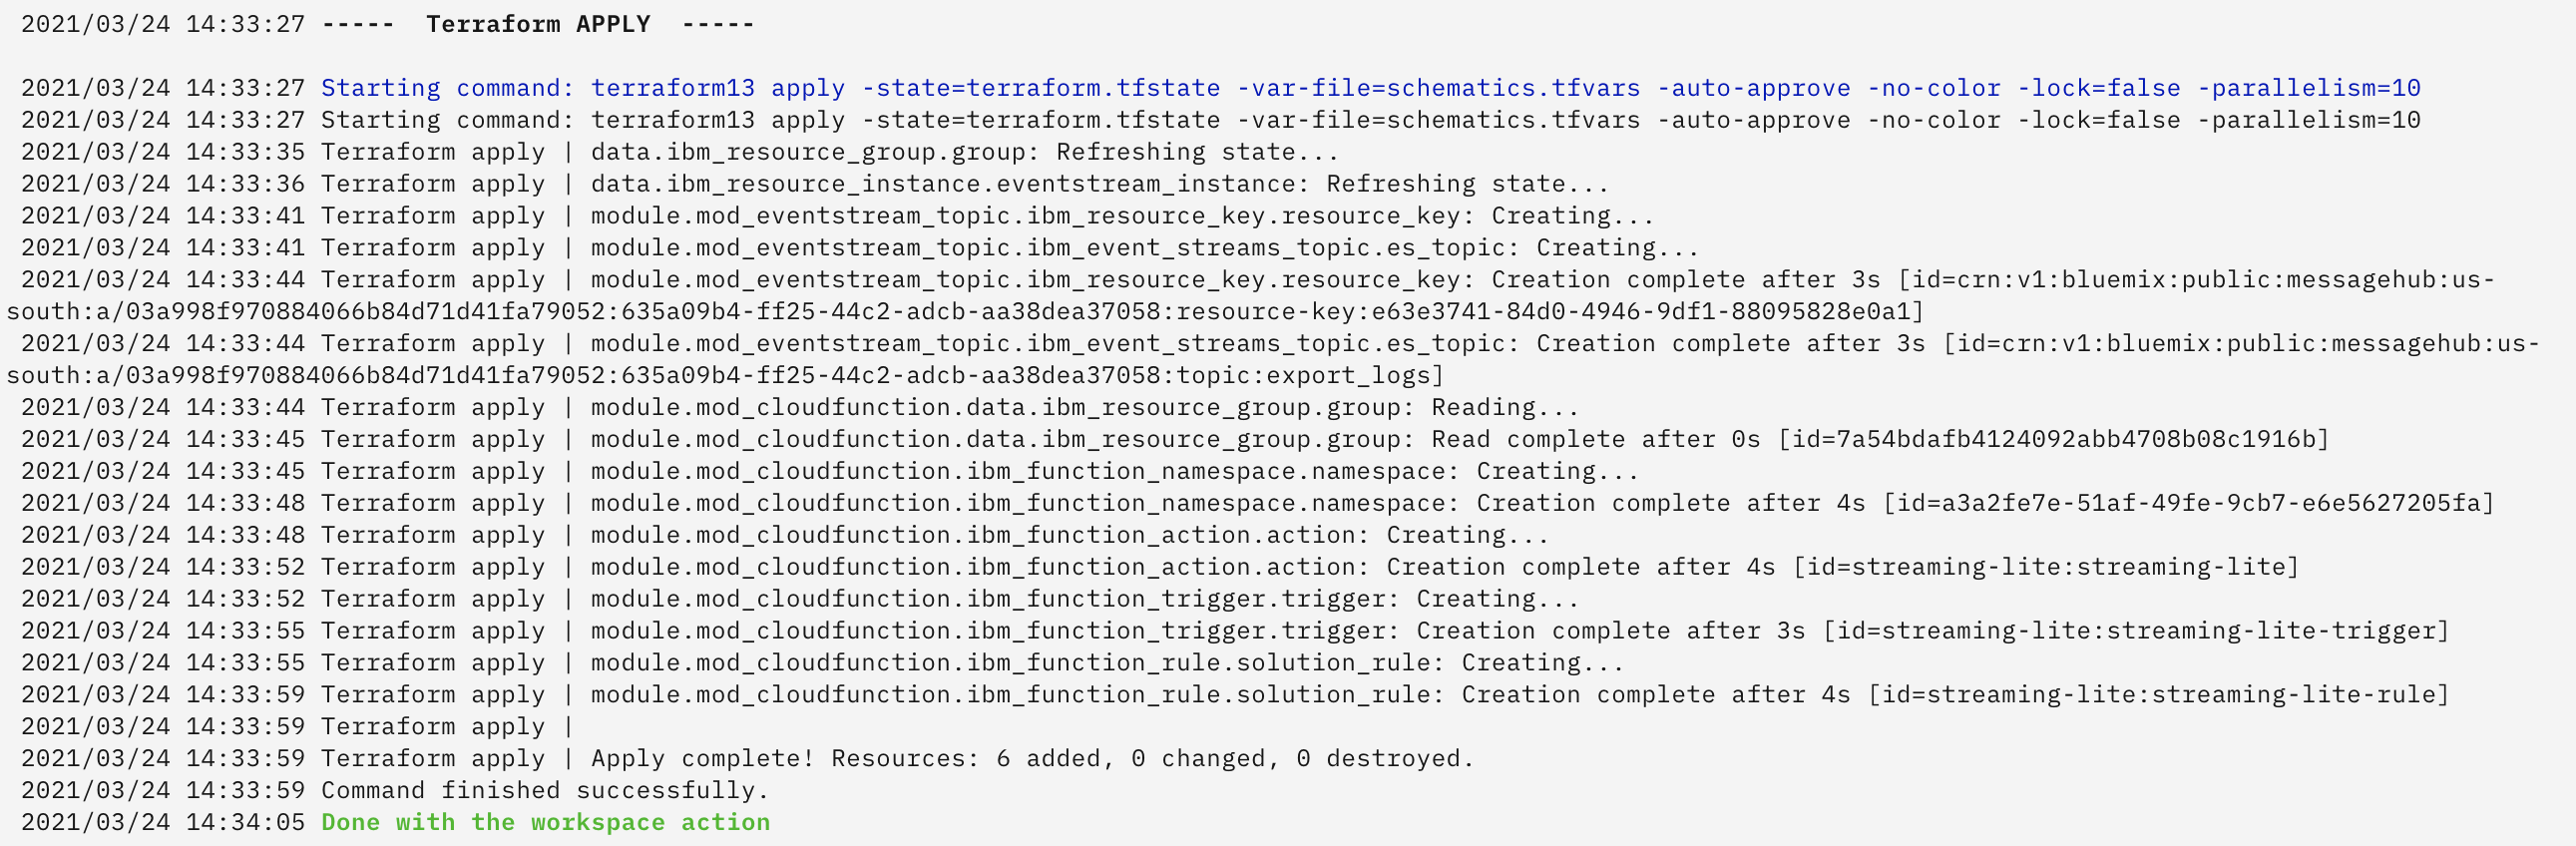 2021/03/24 14:33:27 -----  Terraform APPLY  -----
2021/03/24 14:33:27 Starting command: terraform13 apply -state=terraform.tfstate -var-file=schematics.tfvars -auto-approve -no-color -lock=false -parallelism=10
2021/03/24 14:33:27 Starting command: terraform13 apply -state=terraform.tfstate -var-file=schematics.tfvars -auto-approve -no-color -lock=false -parallelism=10
2021/03/24 14:33:35 Terraform apply | data.ibm_resource_group.group: Refreshing state...
2021/03/24 14:33:36 Terraform apply | data.ibm_resource_instance.eventstream_instance: Refreshing state...
2021/03/24 14:33:41 Terraform apply | module.mod_eventstream_topic.ibm_resource_key.resource_key: Creating...
2021/03/24 14:33:41 Terraform apply | module.mod_eventstream_topic.ibm_event_streams_topic.es_topic: Creating...
2021/03/24 14:33:44 Terraform apply | module.mod_eventstream_topic.ibm_resource_key.resource_key: Creation complete after 3s [id=crn:v1:bluemix:public:messagehub:us-
south:a/03a998f970884066b84d71d41fa79052:635a09b4-ff25-44c2-adcb-aa38dea37058:resource-key:e63e3741-84d0-4946-9df1-88095828e0a1]
2021/03/24 14:33:44 Terraform apply | module.mod_eventstream_topic.ibm_event_streams_topic.es_topic: Creation complete after 3s [id=crn:v1:bluemix:public:messagehub:us-
south:a/03a998f970884066b84d71d41fa79052:635a09b4-ff25-44c2-adcb-aa38dea37058:topic:export_logs]
2021/03/24 14:33:44 Terraform apply | module.mod_cloudfunction.data.ibm_resource_group.group: Reading...
2021/03/24 14:33:45 Terraform apply | module.mod_cloudfunction.data.ibm_resource_group.group: Read complete after 0s [id=7a54bdafb4124092abb4708b08c1916b]
2021/03/24 14:33:45 Terraform apply | module.mod_cloudfunction.ibm_function_namespace.namespace: Creating...
2021/03/24 14:33:48 Terraform apply | module.mod_cloudfunction.ibm_function_namespace.namespace: Creation complete after 4s [id=a3a2fe7e-51af-49fe-9cb7-e6e5627205fa]
2021/03/24 14:33:48 Terraform apply | module.mod_cloudfunction.ibm_function_action.action: Creating...
2021/03/24 14:33:52 Terraform apply | module.mod_cloudfunction.ibm_function_action.action: Creation complete after 4s [id=streaming-lite:streaming-lite]
2021/03/24 14:33:52 Terraform apply | module.mod_cloudfunction.ibm_function_trigger.trigger: Creating...
2021/03/24 14:33:55 Terraform apply | module.mod_cloudfunction.ibm_function_trigger.trigger: Creation complete after 3s [id=streaming-lite:streaming-lite-trigger]
2021/03/24 14:33:55 Terraform apply | module.mod_cloudfunction.ibm_function_rule.solution_rule: Creating...
2021/03/24 14:33:59 Terraform apply | module.mod_cloudfunction.ibm_function_rule.solution_rule: Creation complete after 4s [id=streaming-lite:streaming-lite-rule]
2021/03/24 14:33:59 Terraform apply |
2021/03/24 14:33:59 Terraform apply | Apply complete! Resources: 6 added, 0 changed, 0 destroyed.
2021/03/24 14:33:59 Command finished successfully.
2021/03/24 14:34:05 Done with the workspace action